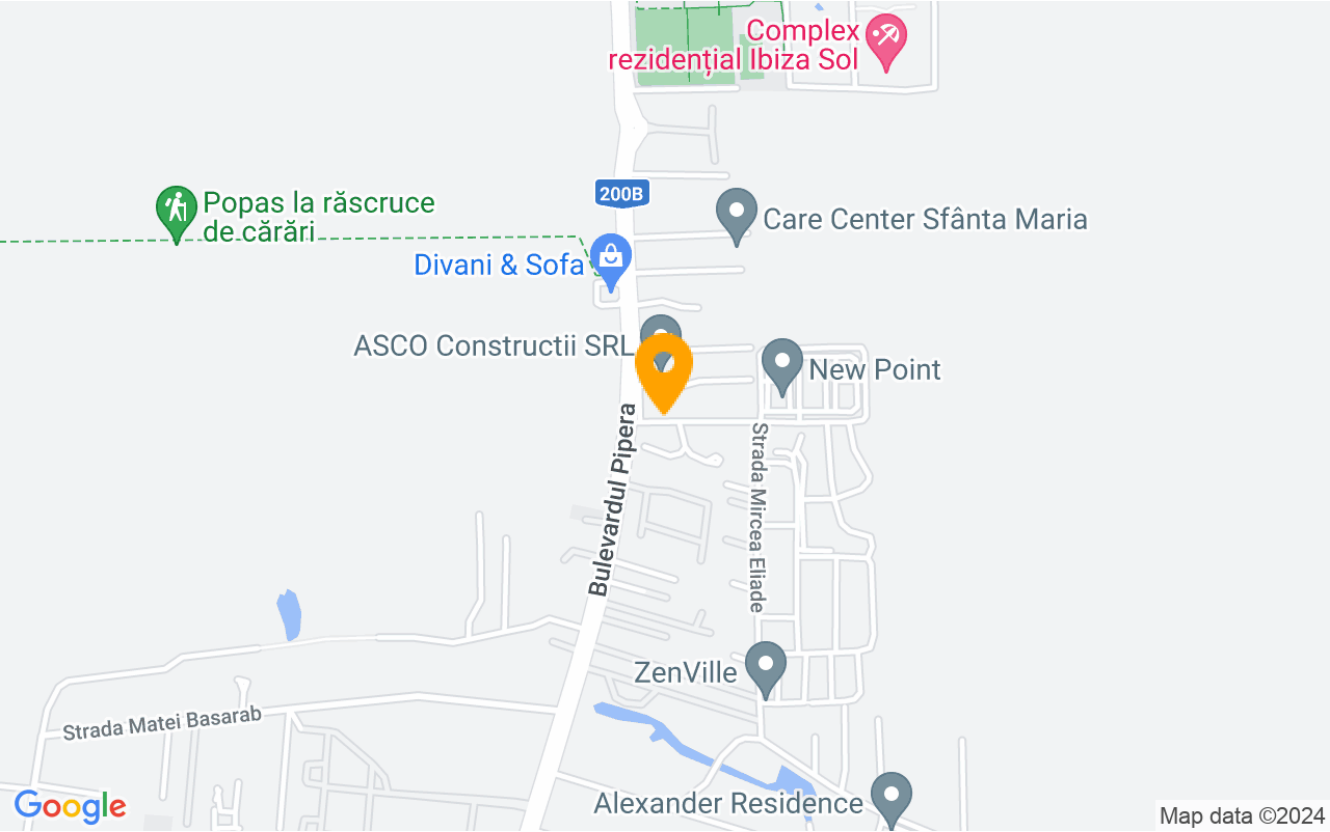 Complex
rezidențial Ibiza Sol
200B
Popas la răscruce
de cărări
Care Center Sfânta Maria
Divani & Sofa
ASCO Constructii SRL
New Point
Bulevardul Pipera
Strada Mircea Eliade
ZenVille
Strada Matei Basarab
Alexander Residence
Google
Map data ©2024